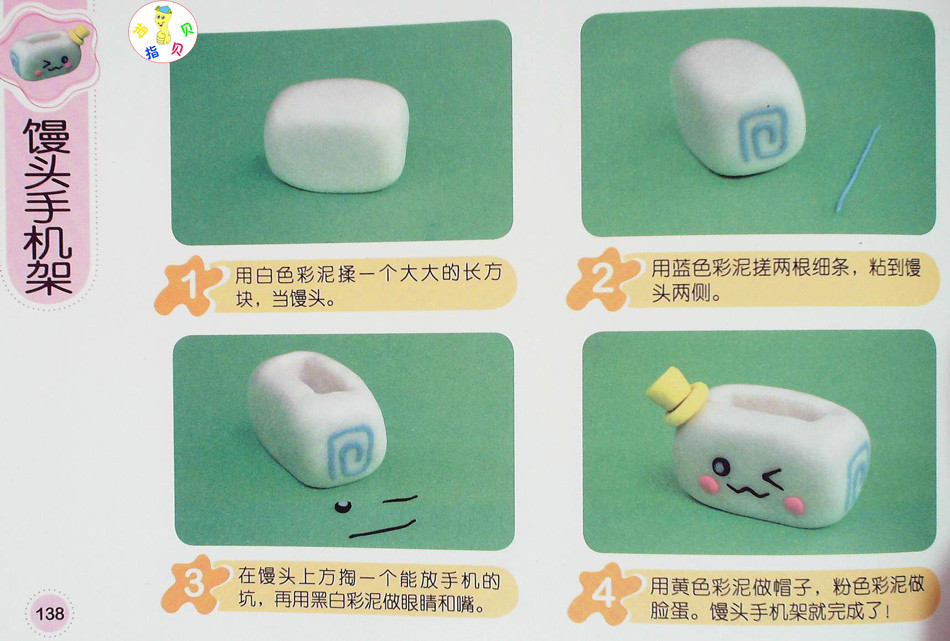 指
指
贝
贝
馒头手机架
1
用白色彩泥揉一个大大的长方
块，当馒头。
2
用蓝色彩泥搓两根细条，粘到馒
头两侧。
3
在馒头上方掏一个能放手机的
坑，再用黑白彩泥做眼睛和嘴。
4
用黄色彩泥做帽子，粉色彩泥做
脸蛋。馒头手机架就完成了！
138